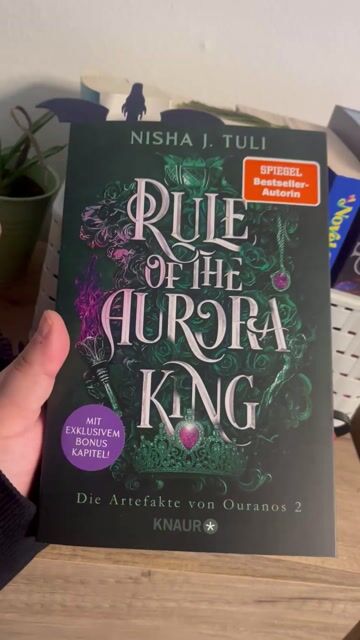 NISHA J. TULI
SPIEGEL
Bestseller-
Autorin
RULE
OF THE
AURORA
KING
MIT
EXKLUSIVEM
BONUS
KAPITEL!
Die Artefakte von Ouranos 2
KNAUR